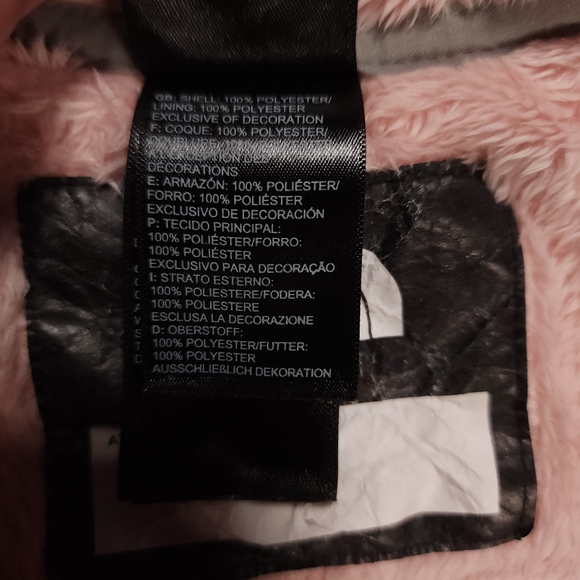 GB: SHELL: 100% POLYESTER/
LINING: 100% POLYESTER
EXCLUSIVE OF DECORATION
F: COQUE: 100% POLYESTER/
DECORATIONS
E: ARMAZÓN: 100% POLIÉSTER/
FORRO: 100% POLIÉSTER
EXCLUSIVO DE DECORACIÓN
P: TECIDO PRINCIPAL:
100% POLIÉSTER/FORRO:
100% POLIÉSTER
EXCLUSIVO PARA DECORAÇÃO
I: STRATO ESTERNO:
100% POLIESTERE/FODERA:
100% POLIESTERE
ESCLUSA LA DECORAZIONE
D: OBERSTOFF:
100% POLYESTER/FUTTER:
100% POLYESTER
AUSSCHLIEßLICH DEKORATION